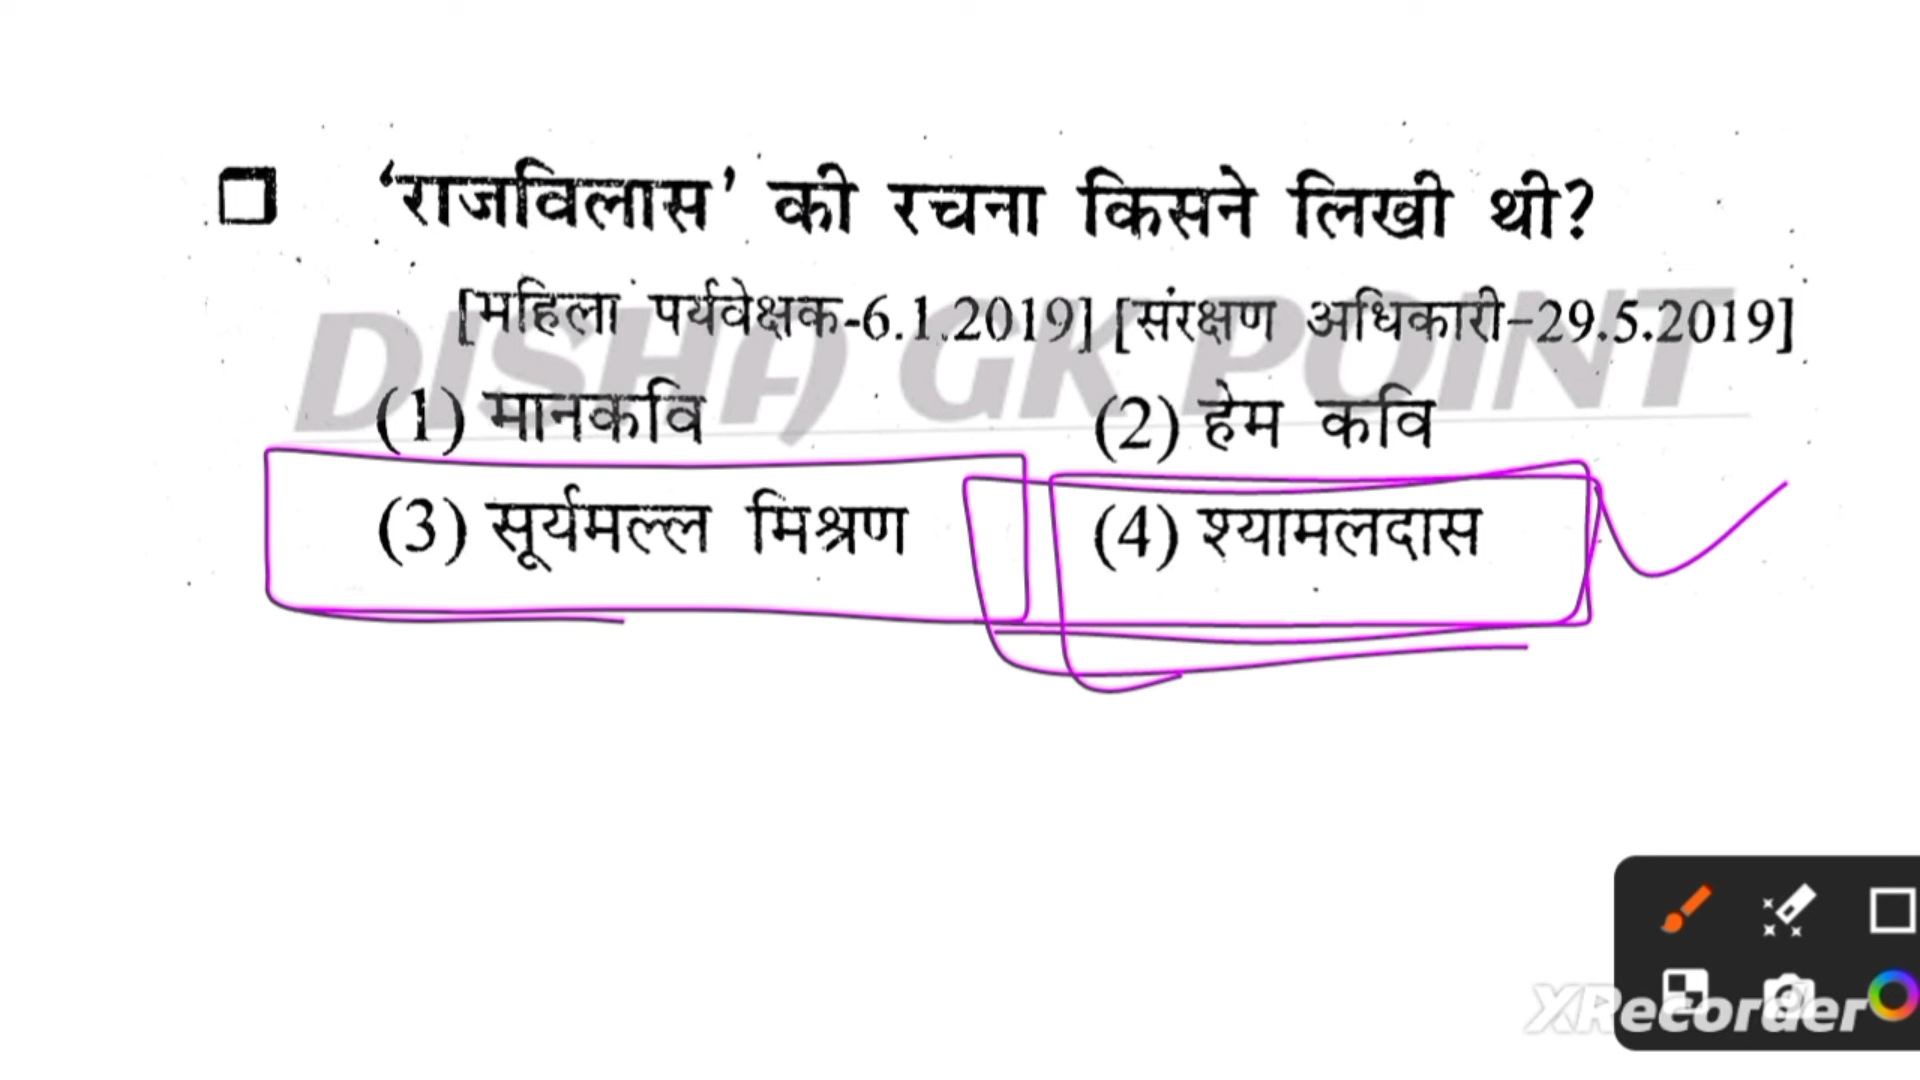 'राजविलास' की रचना किसने लिखी थी?
[महिला पर्यवेक्षक-6.1.2019] [संरक्षण अधिकारी-29.5.2019]
DISHA GK POINT
(1) मानकवि (2) हेम कवि
(3) सूर्यमल्ल मिश्रण (4) श्यामलदास
XRecorder